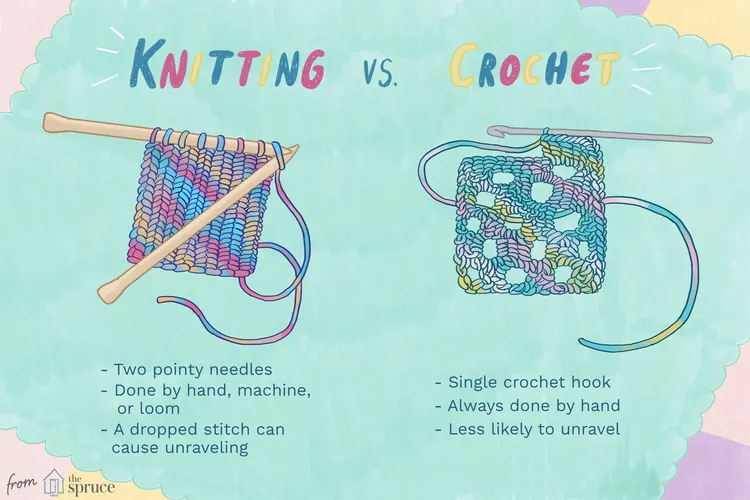 KNITTING VS. CROCHET
- Two pointy needles
- Done by hand, machine,
or loom
- A dropped stitch can
cause unraveling
- Single crochet hook
- Always done by hand
- Less likely to unravel
from the spruce